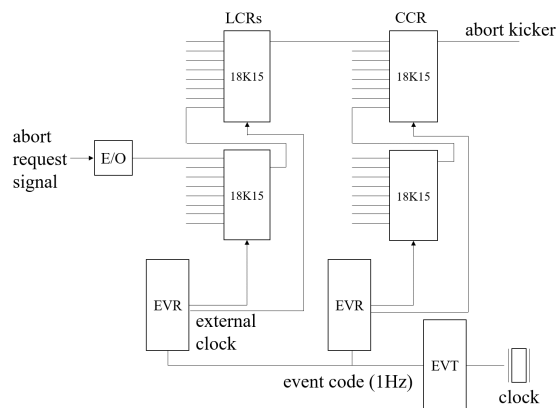 LCRs
CCR
abort kicker
18K15
18K15
abort
request
signal
E/O
18K15
18K15
EVR
EVR
external
clock
EVT
event code (1Hz)
clock